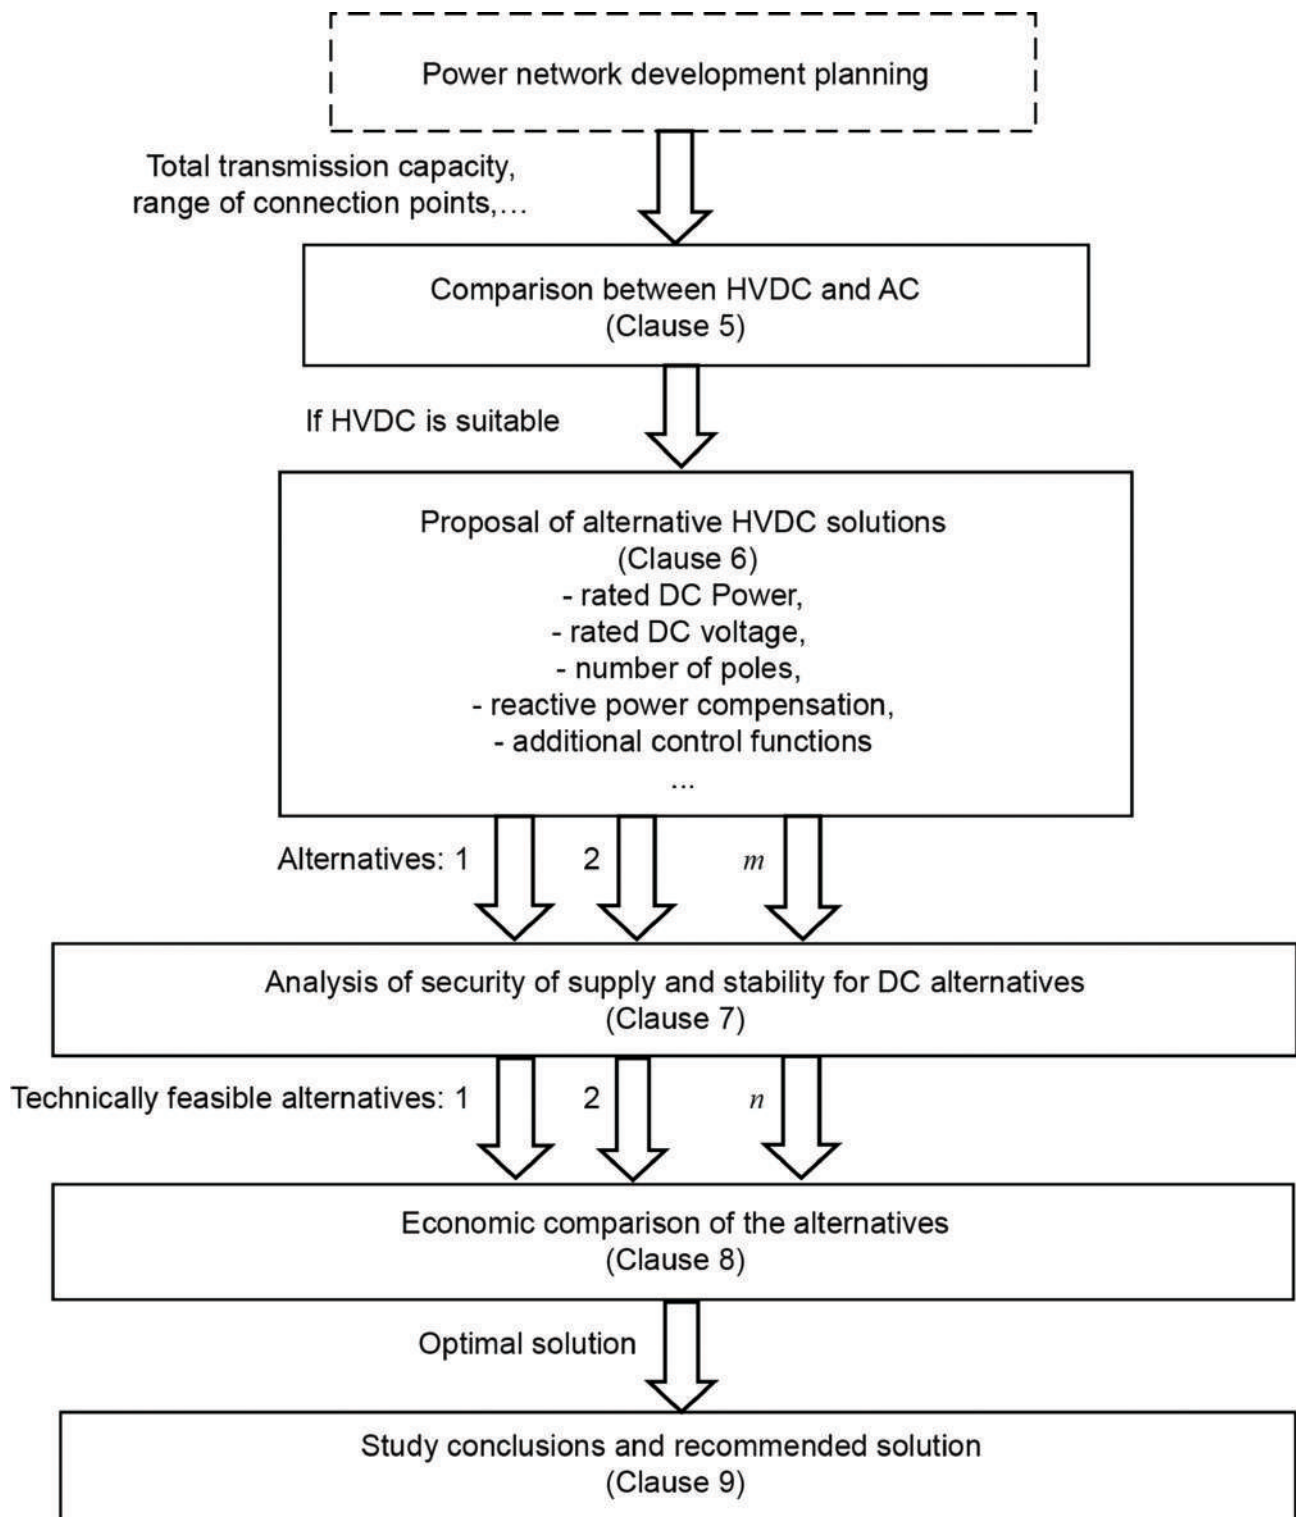 Power network development planning
Total transmission capacity,
range of connection points,...
Comparison between HVDC and AC
(Clause 5)
If HVDC is suitable
Proposal of alternative HVDC solutions
(Clause 6)
- rated DC Power,
- rated DC voltage,
- number of poles,
- reactive power compensation,
- additional control functions
...
Alternatives: 1 2 m
Analysis of security of supply and stability for DC alternatives
(Clause 7)
Technically feasible alternatives: 1 2 n
Economic comparison of the alternatives
(Clause 8)
Optimal solution
Study conclusions and recommended solution
(Clause 9)